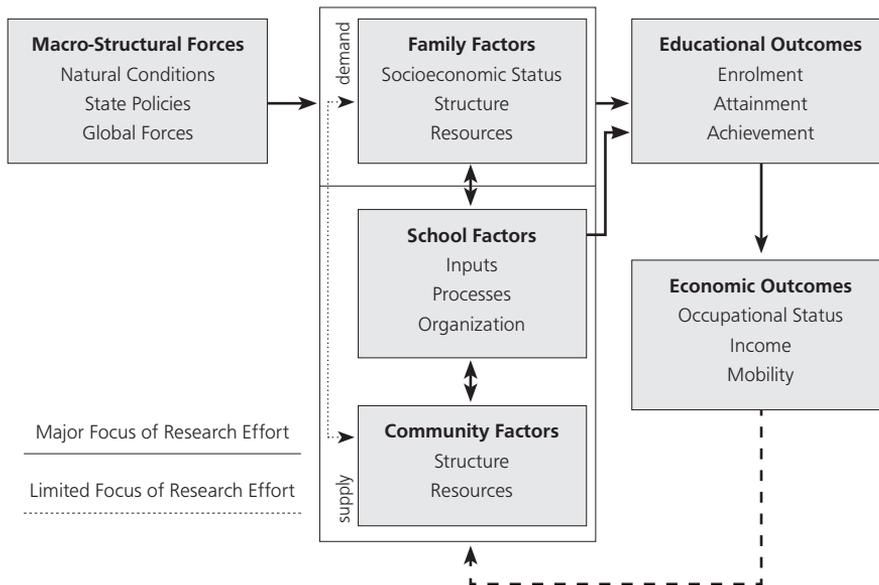 Macro-Structural Forces
Natural Conditions
State Policies
Global Forces
demand
Family Factors
Socioeconomic Status
Structure
Resources
Educational Outcomes
Enrolment
Attainment
Achievement
School Factors
Inputs
Processes
Organization
Economic Outcomes
Occupational Status
Income
Mobility
supply
Community Factors
Structure
Resources
Major Focus of Research Effort
Limited Focus of Research Effort